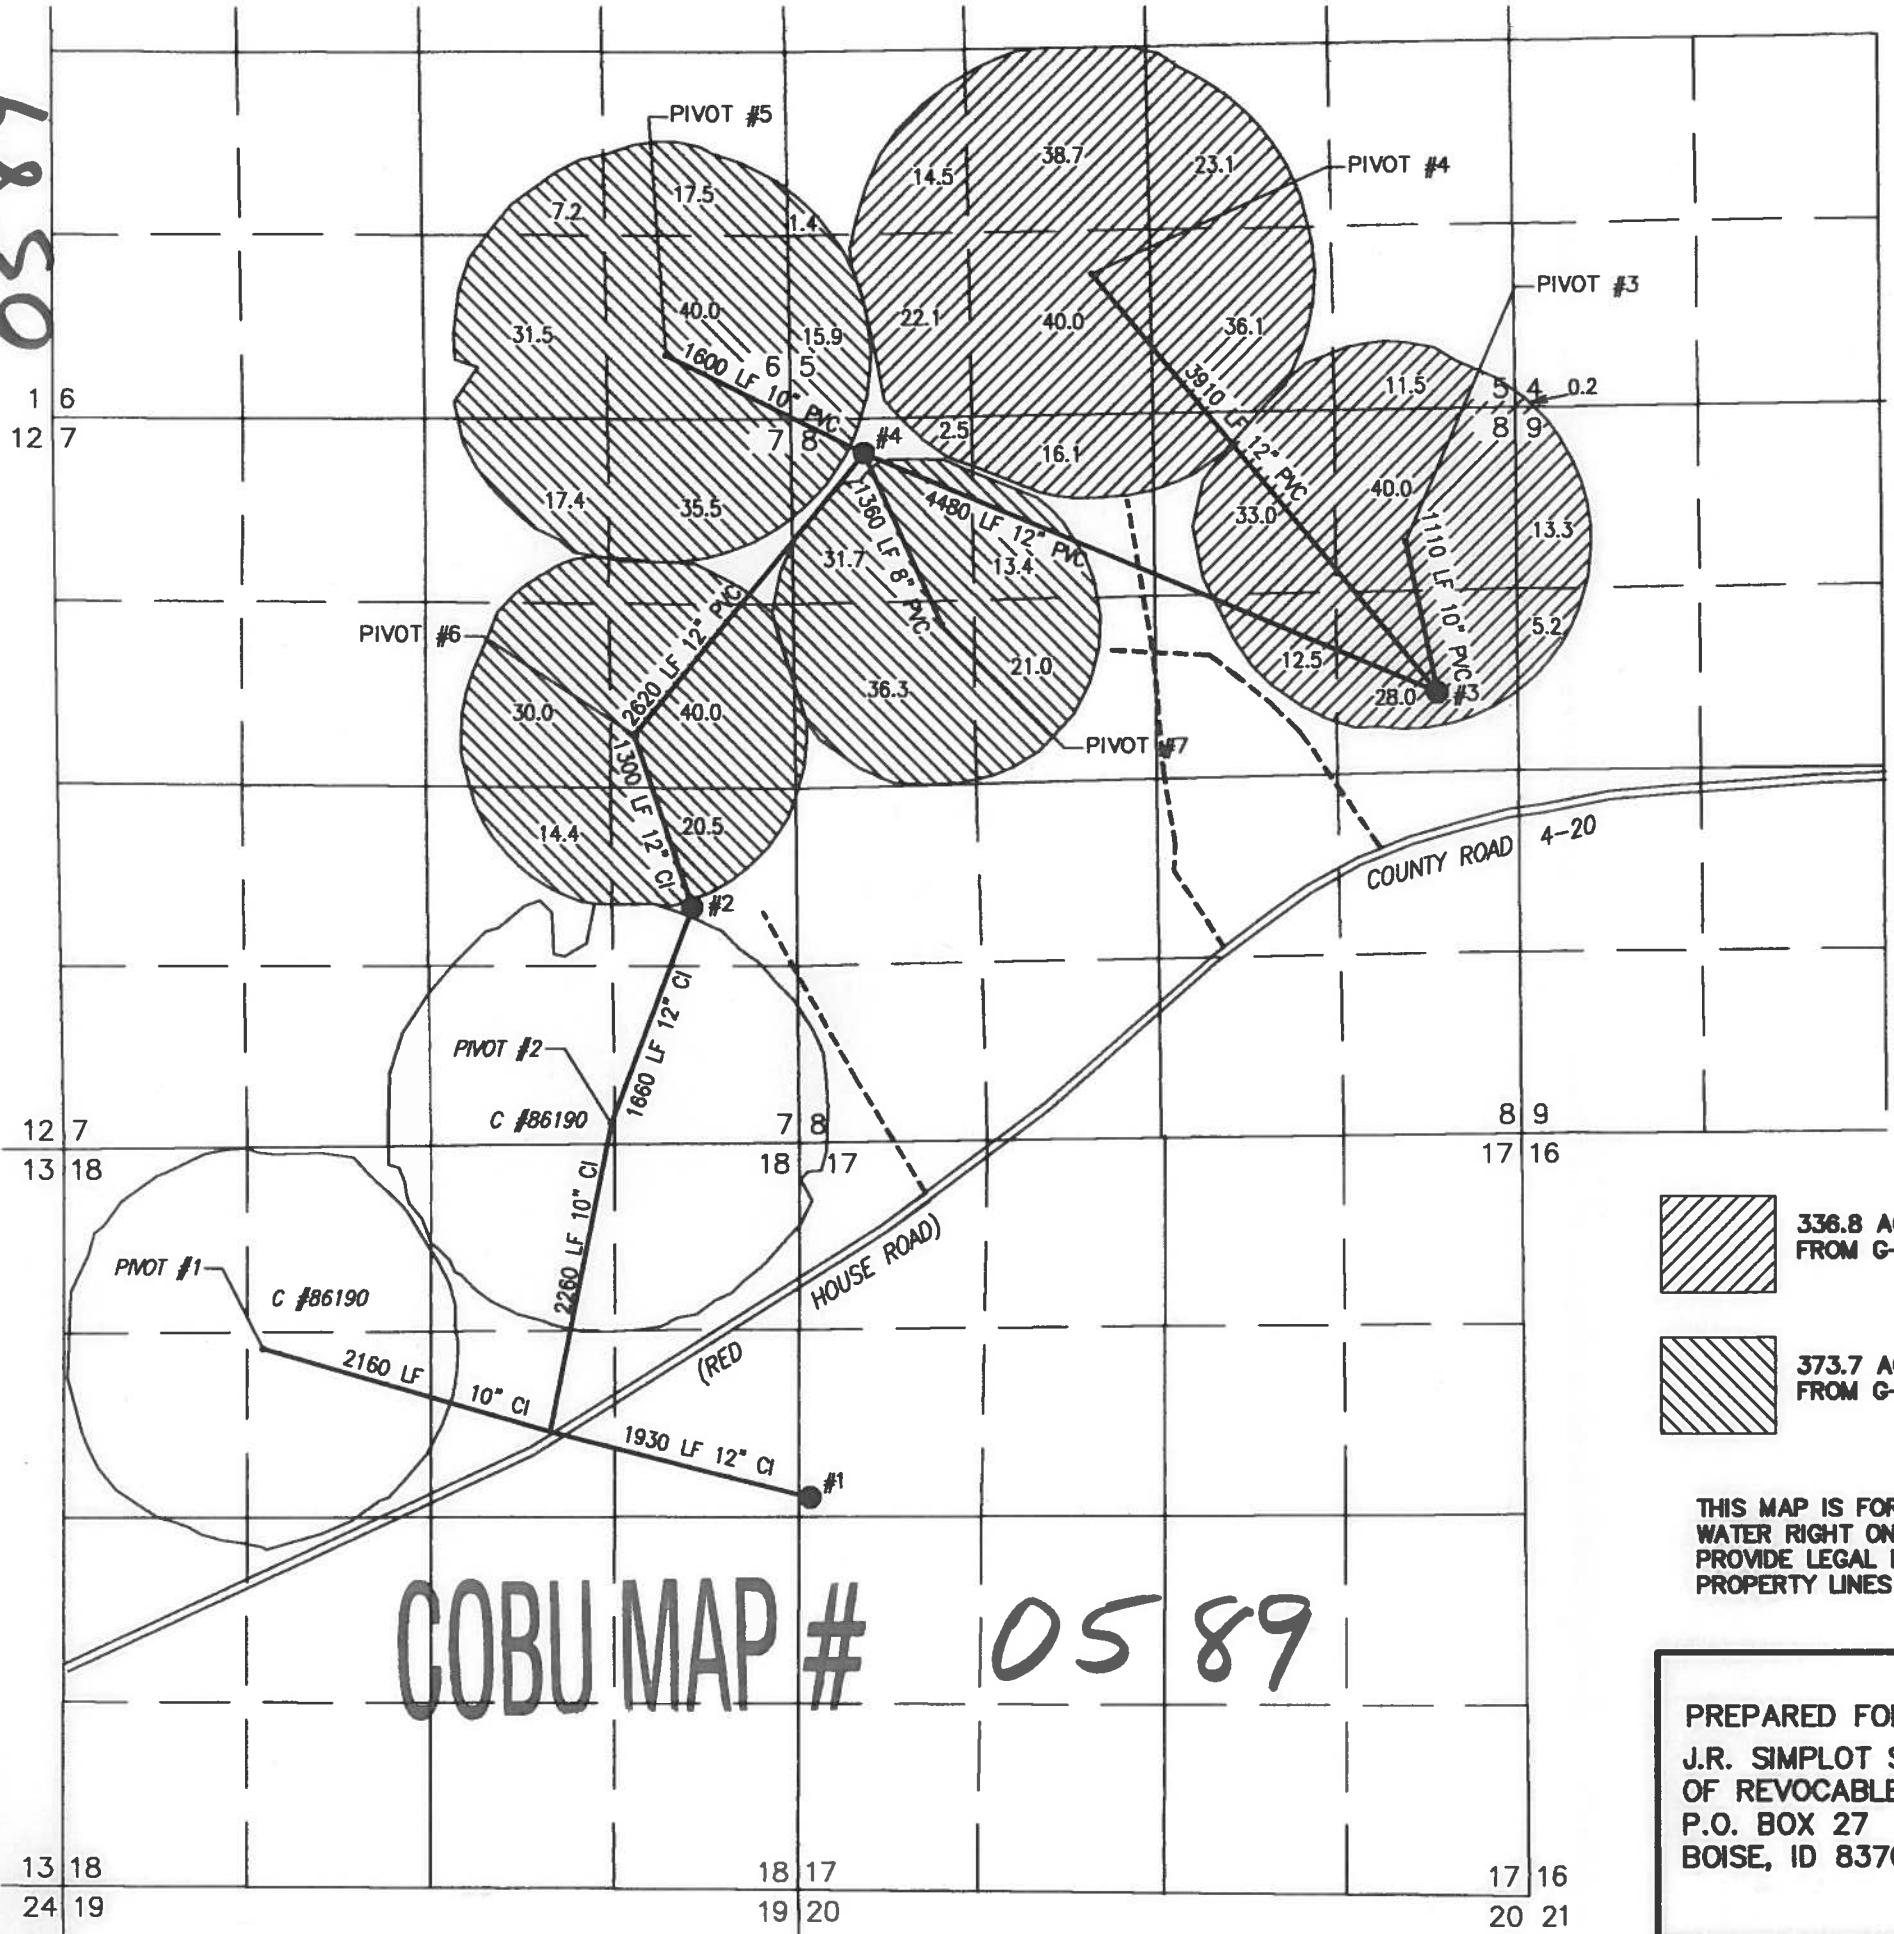 0589
PIVOT #5
38.7
23.1
14.5
PIVOT #4
17.5
7.2
1.4
PIVOT #3
22.1
40.0
36.1
40.0
31.5
15.9
1600 LF 10" PVC
6 5
3910 LF 12" PVC
11.5
5 4
0.2
1 6
12 7
7 8
#4
2.5
8 9
16.1
40.0
17.4
35.5
4480 LF 12" PVC
33.0
13.3
1360 LF 8" PVC
31.7
13.4
1110 LF 10" PVC
PIVOT #6
2620 LF 12" PVC
5.2
12.5
21.0
36.3
28.0
#3
30.0
40.0
PIVOT #7
1300 LF 12" CI
14.4
20.5
COUNTY ROAD 4-20
#2
1660 LF 12" CI
PIVOT #2
C #86190
7 8
8 9
12 7
13 18
18 17
17 16
2260 LF 10" CI
336.8 A
FROM G-
PIVOT #1
C #86190
(RED HOUSE ROAD)
2160 LF 10" CI
373.7 A
FROM G-
1930 LF 12" CI
#1
THIS MAP IS FOR
WATER RIGHT ON
PROVIDE LEGAL
PROPERTY LINES
COBU MAP # 0589
PREPARED FO
J.R. SIMPLOT S
OF REVOCABLE
P.O. BOX 27
BOISE, ID 837
13 18
18 17
17 16
24 19
19 20
20 21